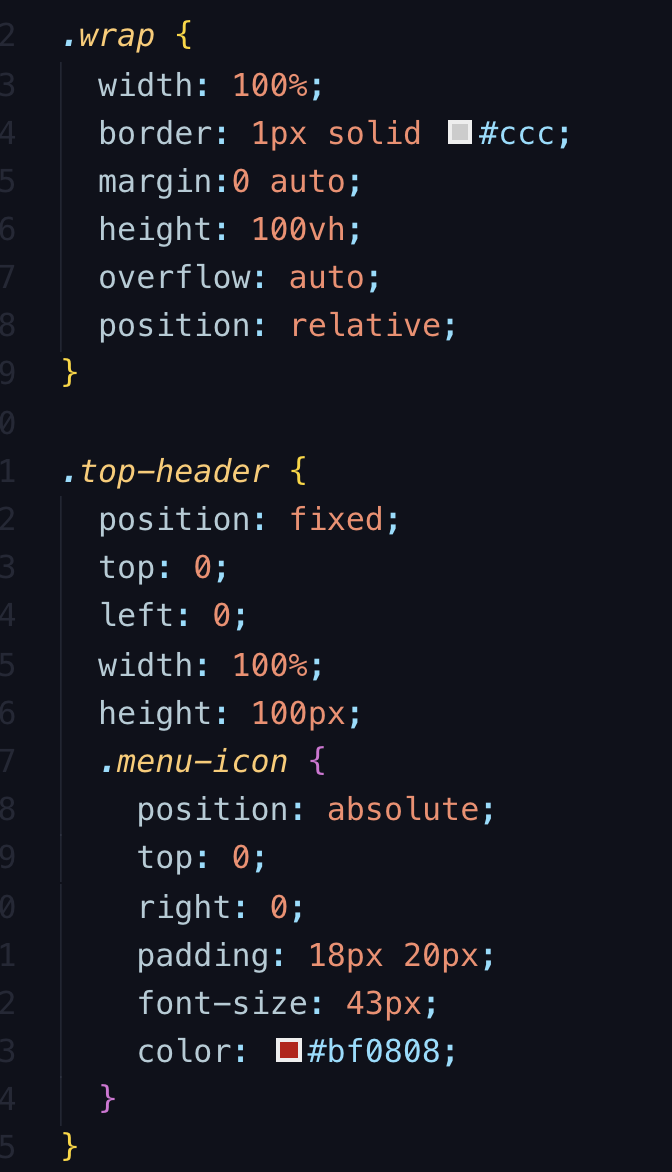 2 .wrap {
3 width: 100%;
4 border: 1px solid #ccc;
5 margin:0 auto;
6 height: 100vh;
7 overflow: auto;
8 position: relative;
9 }
0
1 .top-header {
2 position: fixed;
3 top: 0;
4 left: 0;
5 width: 100%;
6 height: 100px;
7 .menu-icon {
8 position: absolute;
9 top: 0;
0 right: 0;
1 padding: 18px 20px;
2 font-size: 43px;
3 color: #bf0808;
4 }
5 }